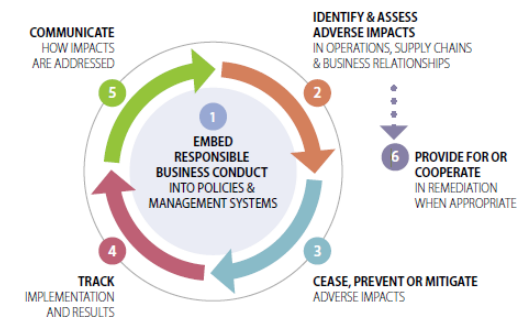 1
EMBED
RESPONSIBLE
BUSINESS CONDUCT
INTO POLICIES &
MANAGEMENT SYSTEMS
2
IDENTIFY & ASSESS
ADVERSE IMPACTS
IN OPERATIONS, SUPPLY CHAINS
& BUSINESS RELATIONSHIPS
3
CEASE, PREVENT OR MITIGATE
ADVERSE IMPACTS
4
TRACK
IMPLEMENTATION
AND RESULTS
5
COMMUNICATE
HOW IMPACTS
ARE ADDRESSED
6
PROVIDE FOR OR
COOPERATE
IN REMEDIATION
WHEN APPROPRIATE